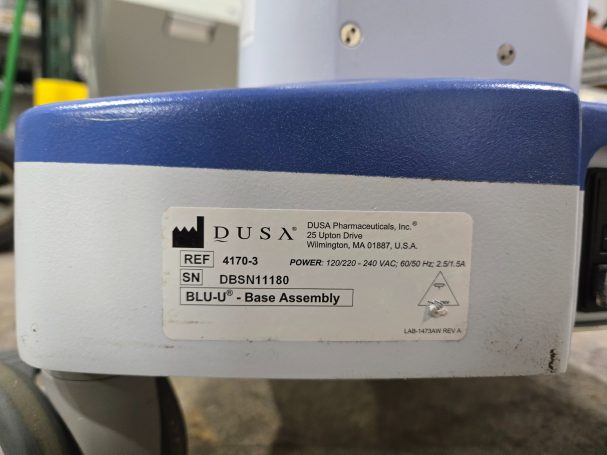 DUSA®
DUSA Pharmaceuticals, Inc.®
25 Upton Drive
Wilmington, MA 01887, U.S.A.
REF 4170-3
POWER: 120/220 - 240 VAC; 60/50 Hz; 2.5/1.5A
SN DBSN11180
BLU-U® - Base Assembly
LAB-1473AW REV A